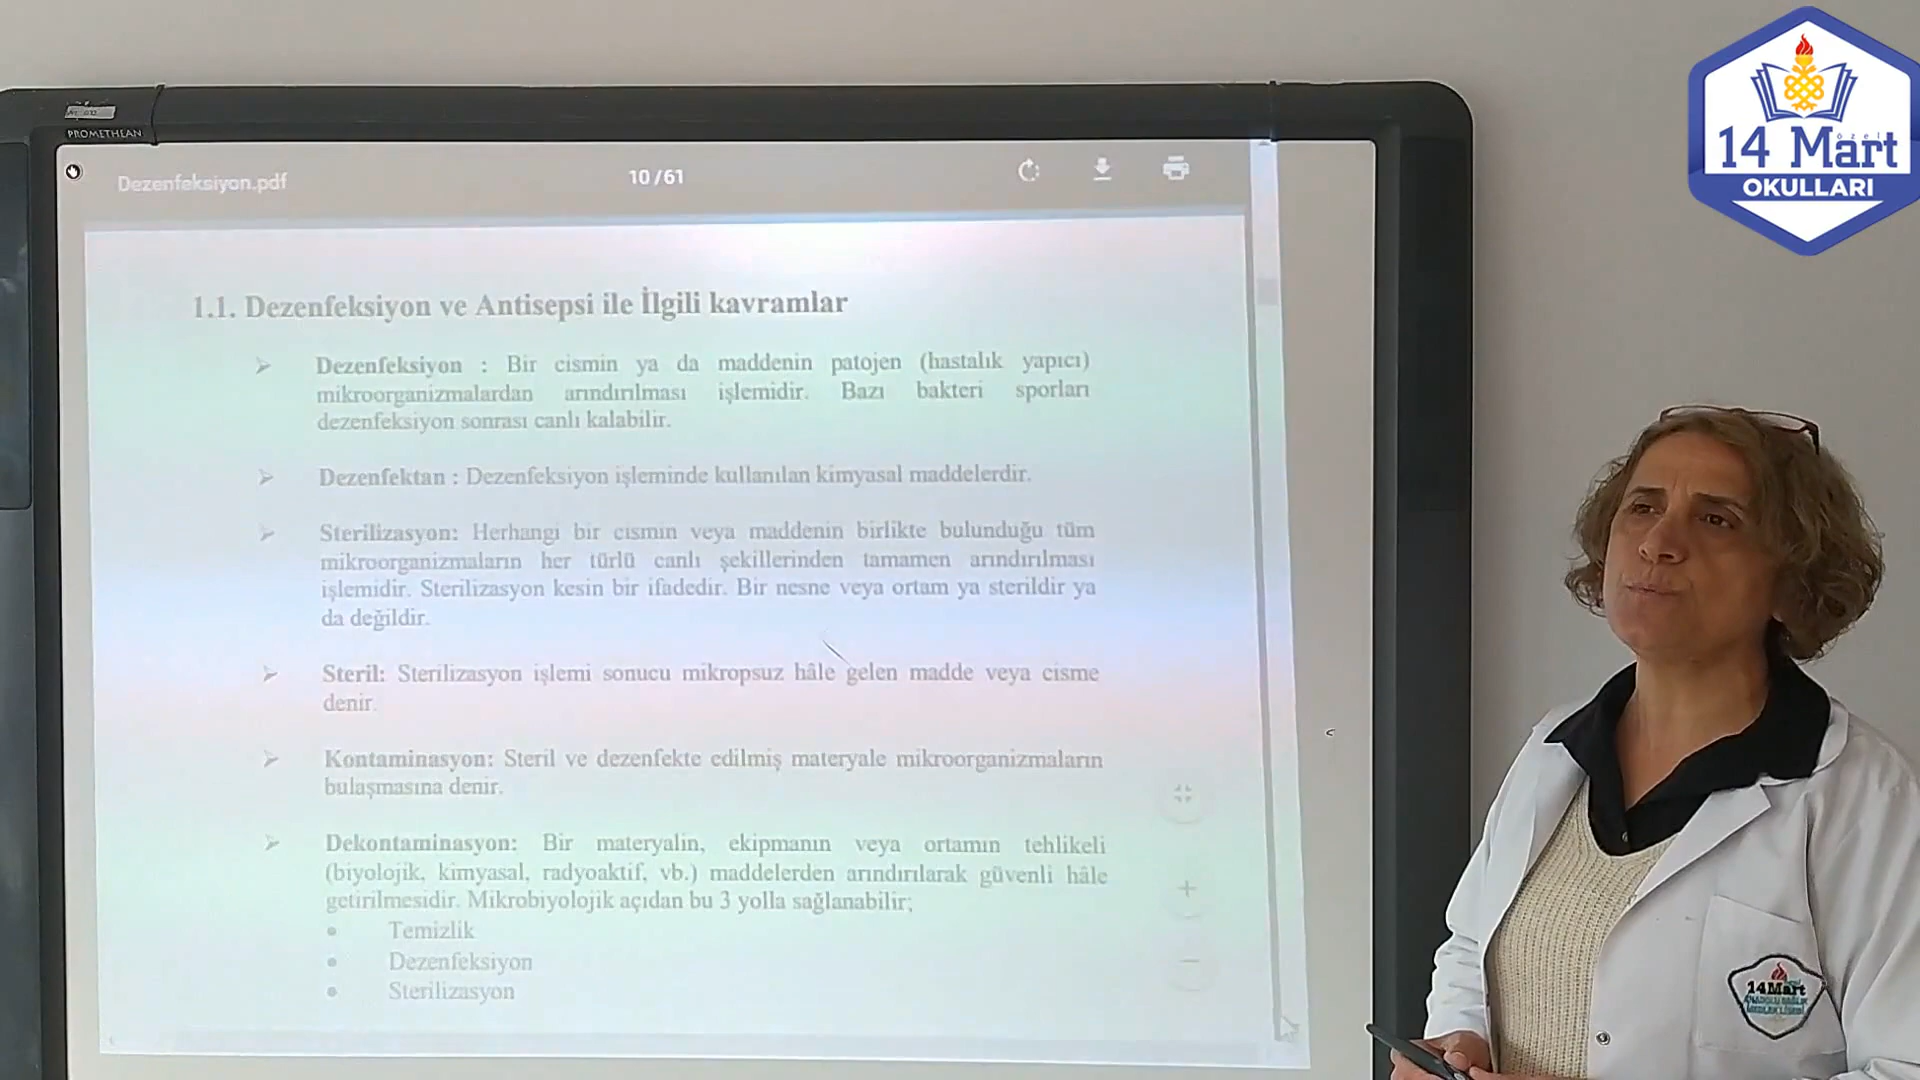 PROMETHEAN
Dezenfeksiyon.pdf
10 / 61
1.1. Dezenfeksiyon ve Antisepsi ile İlgili kavramlar
➢ Dezenfeksiyon : Bir cismin ya da maddenin patojen (hastalık yapıcı)
mikroorganizmalardan arındırılması işlemidir. Bazı bakteri sporları
dezenfeksiyon sonrası canlı kalabilir.
➢ Dezenfektan : Dezenfeksiyon işleminde kullanılan kimyasal maddelerdir.
➢ Sterilizasyon: Herhangi bir cismin veya maddenin birlikte bulunduğu tüm
mikroorganizmaların her türlü canlı şekillerinden tamamen arındırılması
işlemidir. Sterilizasyon kesin bir ifadedir. Bir nesne veya ortam ya sterildir ya
da değildir.
➢ Steril: Sterilizasyon işlemi sonucu mikropsuz hâle gelen madde veya cisme
denir.
➢ Kontaminasyon: Steril ve dezenfekte edilmiş materyale mikroorganizmaların
bulaşmasına denir.
➢ Dekontaminasyon: Bir materyalin, ekipmanın veya ortamın tehlikeli
(biyolojik, kimyasal, radyoaktif, vb.) maddelerden arındırılarak güvenli hâle
getirilmesidir. Mikrobiyolojik açıdan bu 3 yolla sağlanabilir;
• Temizlik
• Dezenfeksiyon
• Sterilizasyon
özel
14 Mart
OKULLARI
14Mart
ANADOLU SAĞLIK
MESLEK LİSESİ